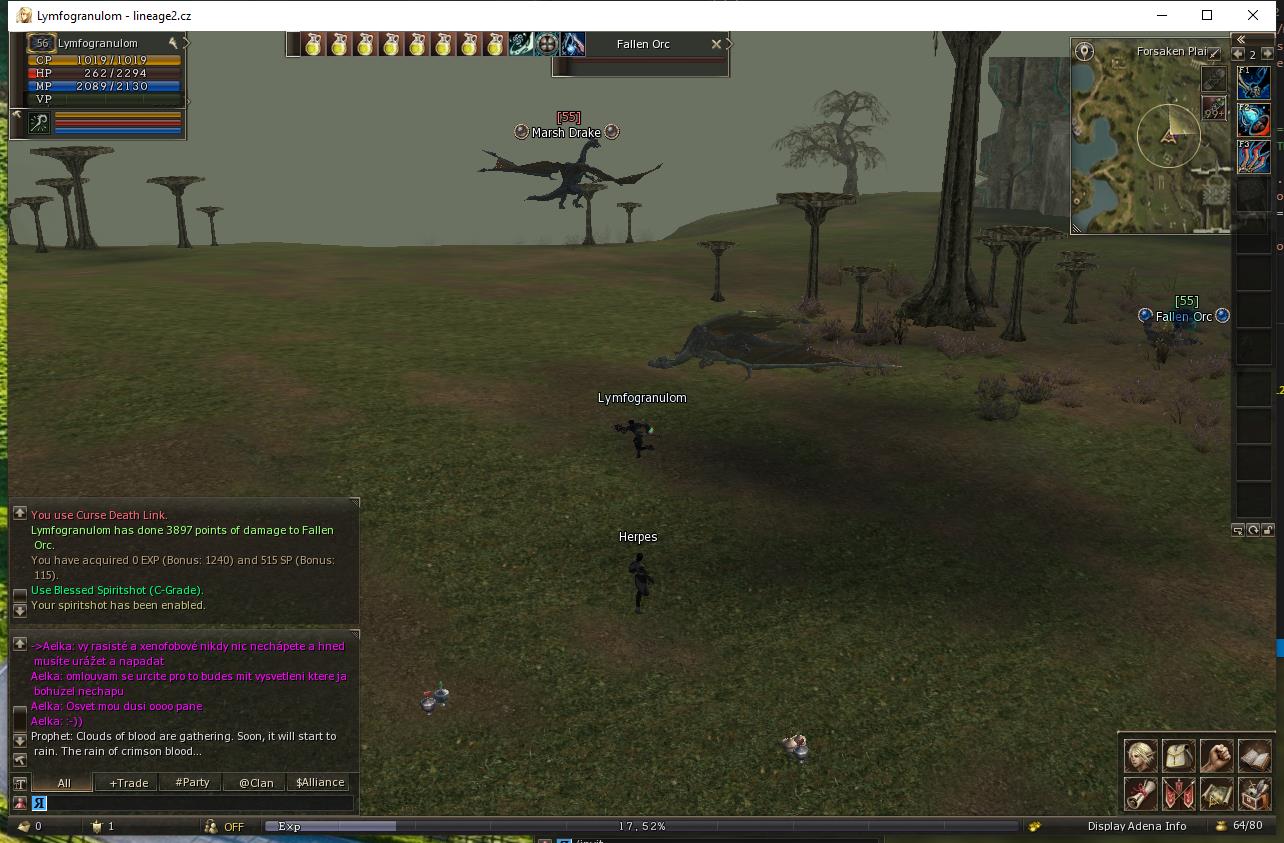 Lymfogranulom - lineage2.cz
56 Lymfogranulom
CP 1019/1019
HP 262/2294
MP 2089/2130
VP
Fallen Orc
Forsaken Plai
2
F1
99+
F2
F3
[55]
Marsh Drake
[55]
Fallen Orc
Lymfogranulom
Herpes
You use Curse Death Link.
Lymfogranulom has done 3897 points of damage to Fallen
Orc.
You have acquired 0 EXP (Bonus: 1240) and 515 SP (Bonus:
115).
Use Blessed Spiritshot (C-Grade).
Your spiritshot has been enabled.
->Aelka: vy rasisté a xenofobové nikdy nic nechápete a hned
musíte urážet a napadat
Aelka: omlouvam se urcite pro to budes mit vysvetleni ktere ja
bohuzel nechapu
Aelka: Osvet mou dusi oooo pane
Aelka: :-))
Prophet: Clouds of blood are gathering. Soon, it will start to
rain. The rain of crimson blood...
All +Trade #Party @Clan $Alliance
Я
0 1 OFF Exp 17,52% Display Adena Info 64/80